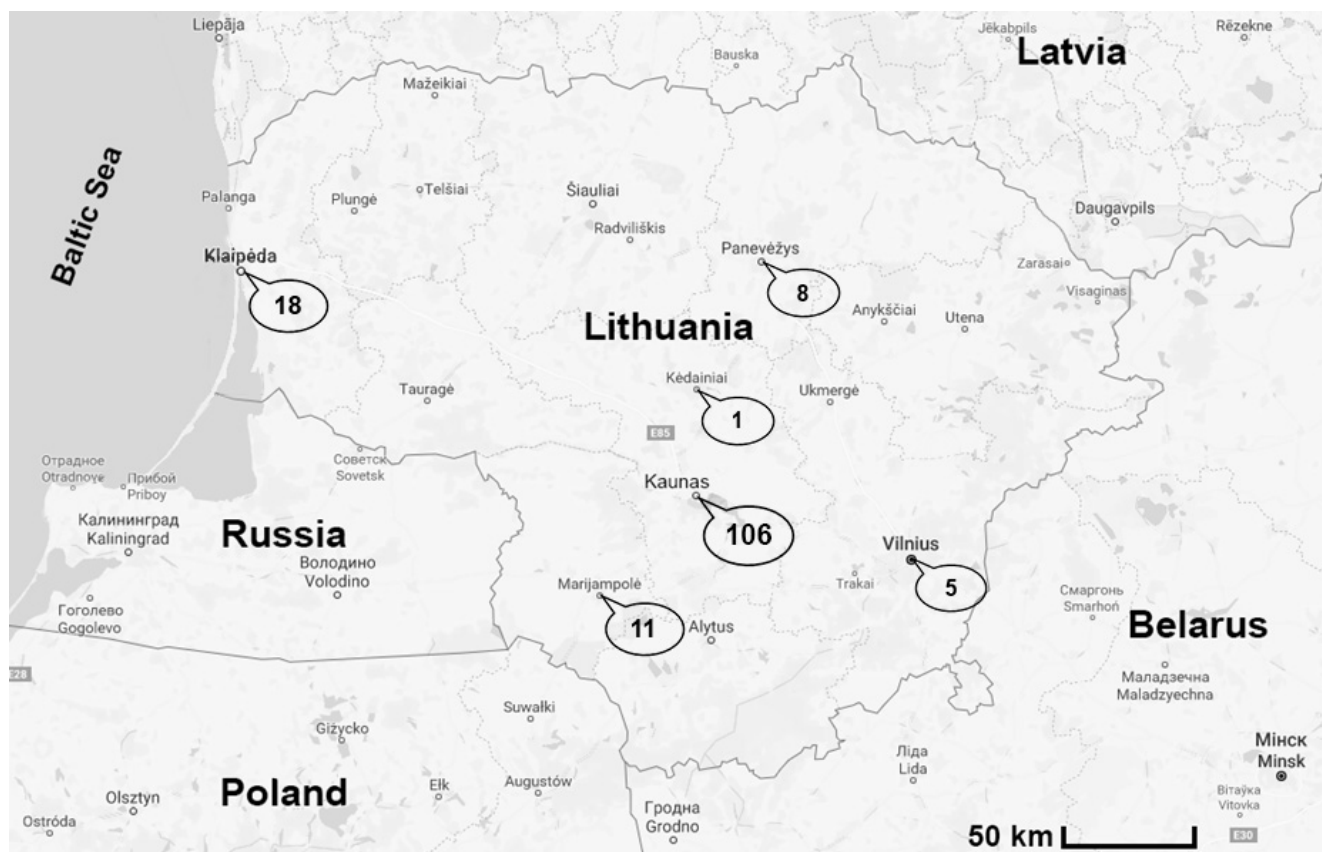 Liepāja
Jēkabpils
Rēzekne
Latvia
Bauska
Mažeikiai
Baltic Sea
Palanga
Plungė
Telšiai
Šiauliai
Radviliškis
Daugavpils
Klaipėda
18
Panevėžys
8
Zarasai
Visaginas
Anykščiai
Utena
Lithuania
Kėdainiai
1
Tauragė
Ukmergė
E85
Отрадное
Otradnoye
Прибой
Priboy
Советск
Sovetsk
Kaunas
106
Калининград
Kaliningrad
Russia
Володино
Volodino
Vilnius
5
Trakai
Marijampolė
11
Alytus
Гоголево
Gogolevo
Смаргонь
Smarhoń
Belarus
Маладзечна
Maladzyechna
E28
Suwałki
Giżycko
Poland
Ełk
Augustów
Olsztyn
Ostróda
Ліда
Lida
Гродна
Grodno
Мінск
Minsk
Вітаўка
Vitovka
E30
50 km